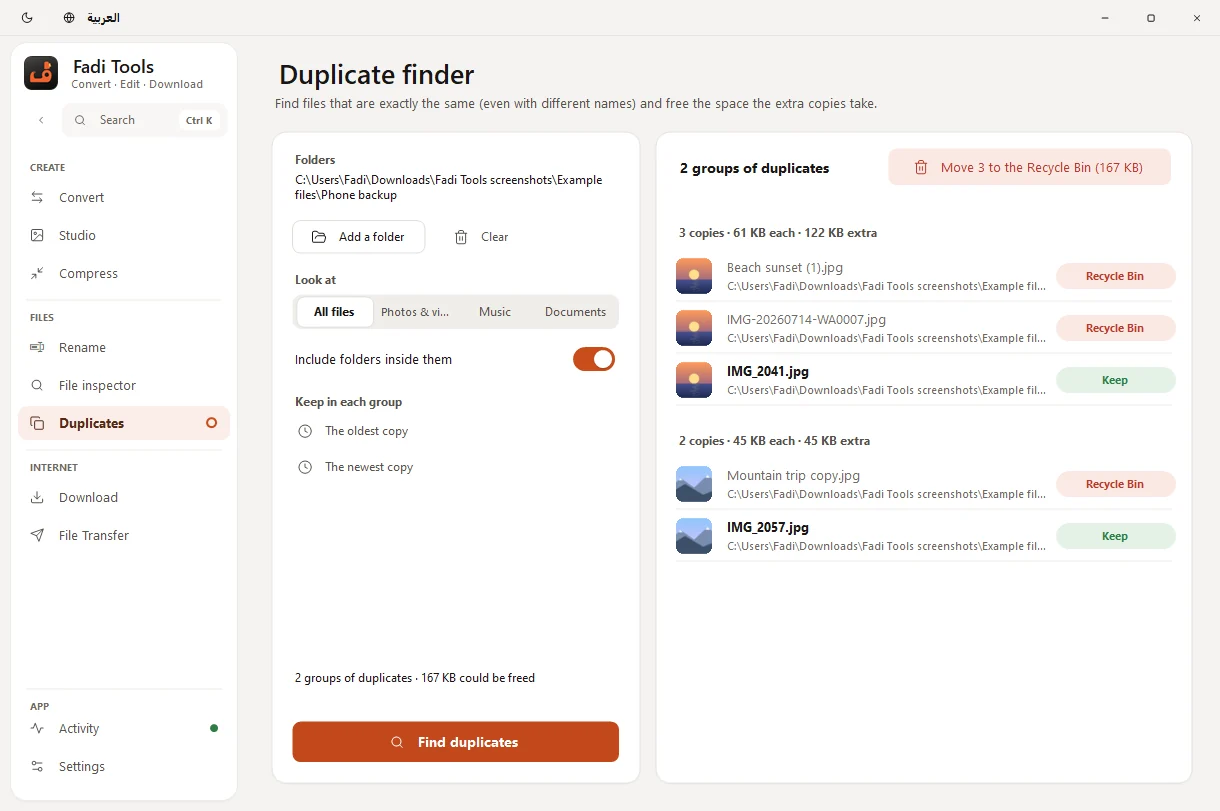 العربية
Fadi Tools
Convert · Edit · Download
Search
Ctrl K
CREATE
Convert
Studio
Compress
FILES
Rename
File inspector
Duplicates
INTERNET
Download
File Transfer
APP
Activity
Settings
Duplicate finder
Find files that are exactly the same (even with different names) and free the space the extra copies take.
Folders
C:\Users\Fadi\Downloads\Fadi Tools screenshots\Example
files\Phone backup
Add a folder
Clear
Look at
All files
Photos & vi...
Music
Documents
Include folders inside them
Keep in each group
The oldest copy
The newest copy
2 groups of duplicates · 167 KB could be freed
Find duplicates
2 groups of duplicates
Move 3 to the Recycle Bin (167 KB)
3 copies · 61 KB each · 122 KB extra
Beach sunset (1).jpg
C:\Users\Fadi\Downloads\Fadi Tools screenshots\Example fil...
Recycle Bin
IMG-20260714-WA0007.jpg
C:\Users\Fadi\Downloads\Fadi Tools screenshots\Example fil...
Recycle Bin
IMG_2041.jpg
C:\Users\Fadi\Downloads\Fadi Tools screenshots\Example fil...
Keep
2 copies · 45 KB each · 45 KB extra
Mountain trip copy.jpg
C:\Users\Fadi\Downloads\Fadi Tools screenshots\Example fil...
Recycle Bin
IMG_2057.jpg
C:\Users\Fadi\Downloads\Fadi Tools screenshots\Example fil...
Keep